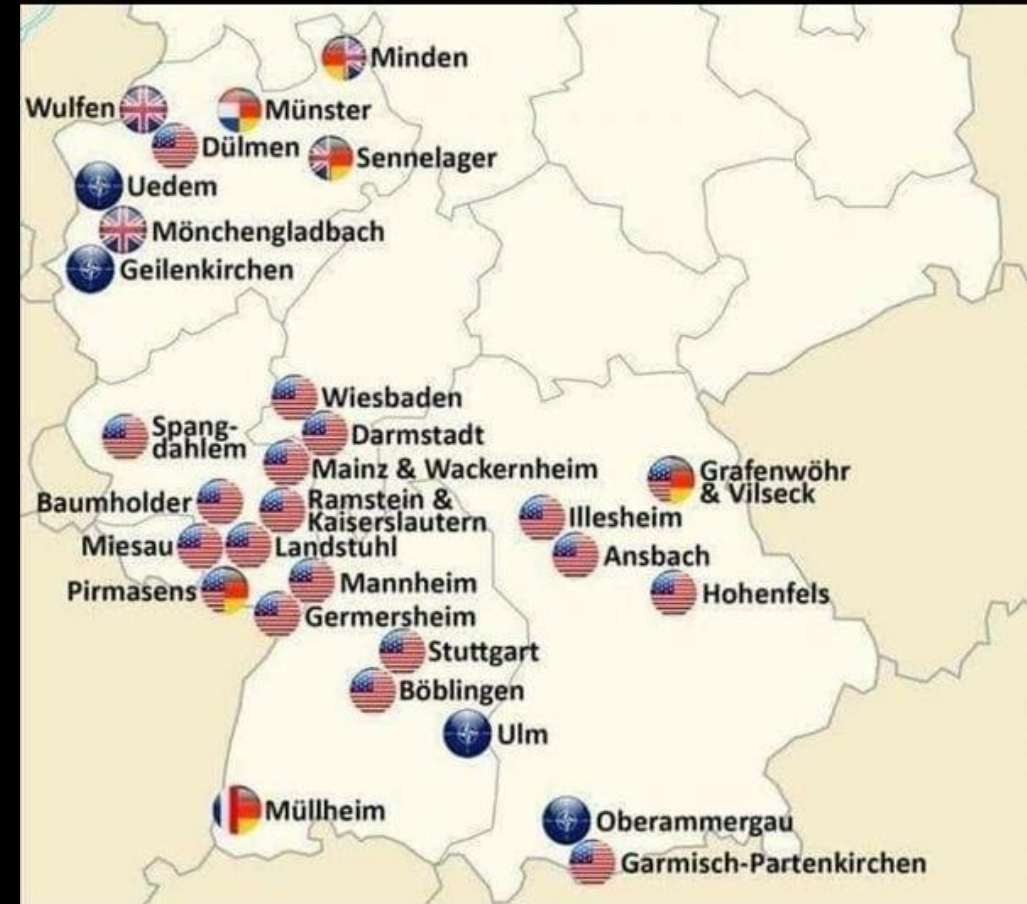 Minden
Wulfen
Münster
Dülmen
Sennelager
Uedem
Mönchengladbach
Geilenkirchen
Wiesbaden
Spang-
dahlem
Darmstadt
Mainz & Wackernheim
Grafenwöhr
& Vilseck
Baumholder
Ramstein &
Kaiserslautern
Illesheim
Miesau
Landstuhl
Ansbach
Pirmasens
Mannheim
Hohenfels
Germersheim
Stuttgart
Böblingen
Ulm
Müllheim
Oberammergau
Garmisch-Partenkirchen